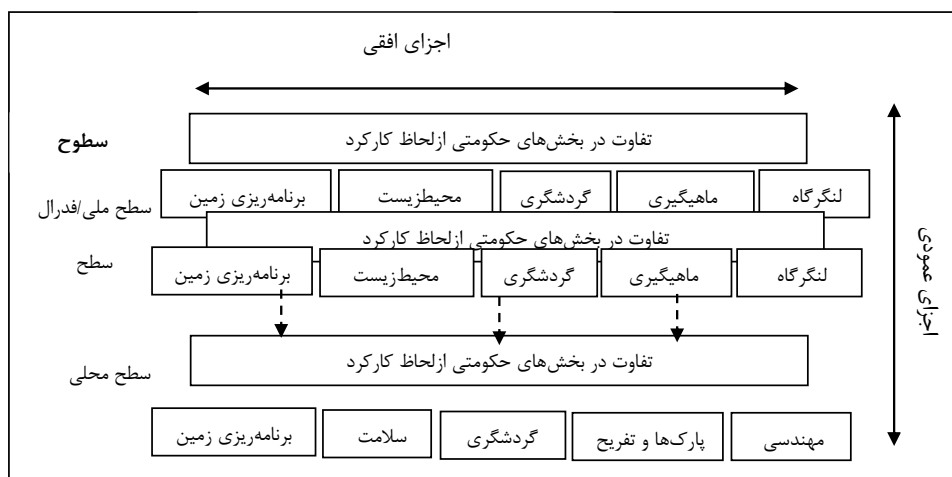 اجزای افقی
سطوح
تفاوت در بخش‌های حکومتی ازلحاظ کارکرد
سطح ملی/فدرال
لنگرگاه
ماهیگیری
گردشگری
محیط‌زیست
برنامه‌ریزی زمین
تفاوت در بخش‌های حکومتی ازلحاظ کارکرد
سطح
لنگرگاه
ماهیگیری
گردشگری
محیط‌زیست
برنامه‌ریزی زمین
سطح محلی
تفاوت در بخش‌های حکومتی ازلحاظ کارکرد
مهندسی
پارک‌ها و تفریح
گردشگری
سلامت
برنامه‌ریزی زمین
اجزای عمودی